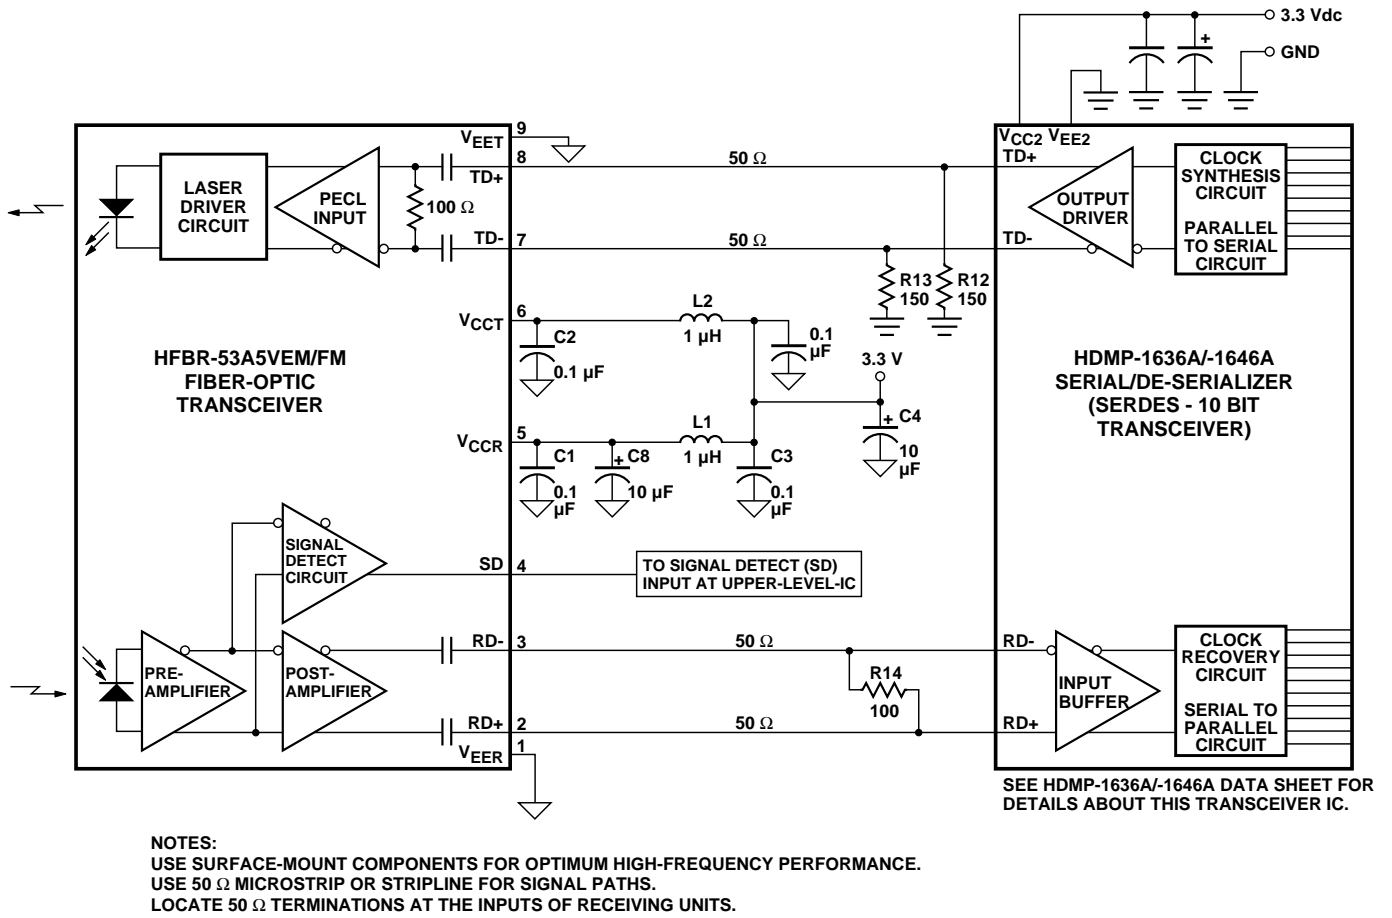 3.3 Vdc
+
GND
9
VEET
8
TD+
50 Ω
VCC2 VEE2
TD+
LASER
DRIVER
CIRCUIT
PECL
INPUT
100 Ω
TD-
7
50 Ω
TD-
OUTPUT
DRIVER
CLOCK
SYNTHESIS
CIRCUIT
PARALLEL
TO SERIAL
CIRCUIT
R13
150
R12
150
6
VCCT
C2
0.1 µF
L2
1 µH
0.1
µF
3.3 V
HFBR-53A5VEM/FM
FIBER-OPTIC
TRANSCEIVER
HDMP-1636A/-1646A
SERIAL/DE-SERIALIZER
(SERDES - 10 BIT
TRANSCEIVER)
5
VCCR
C1
0.1
µF
+ C8
10 µF
L1
1 µH
C3
0.1
µF
+ C4
10
µF
SIGNAL
DETECT
CIRCUIT
SD
4
TO SIGNAL DETECT (SD)
INPUT AT UPPER-LEVEL-IC
PRE-
AMPLIFIER
POST-
AMPLIFIER
RD-
3
50 Ω
RD-
R14
100
RD+
2
50 Ω
RD+
1
VEER
INPUT
BUFFER
CLOCK
RECOVERY
CIRCUIT
SERIAL TO
PARALLEL
CIRCUIT
SEE HDMP-1636A/-1646A DATA SHEET FOR
DETAILS ABOUT THIS TRANSCEIVER IC.
NOTES:
USE SURFACE-MOUNT COMPONENTS FOR OPTIMUM HIGH-FREQUENCY PERFORMANCE.
USE 50 Ω MICROSTRIP OR STRIPLINE FOR SIGNAL PATHS.
LOCATE 50 Ω TERMINATIONS AT THE INPUTS OF RECEIVING UNITS.